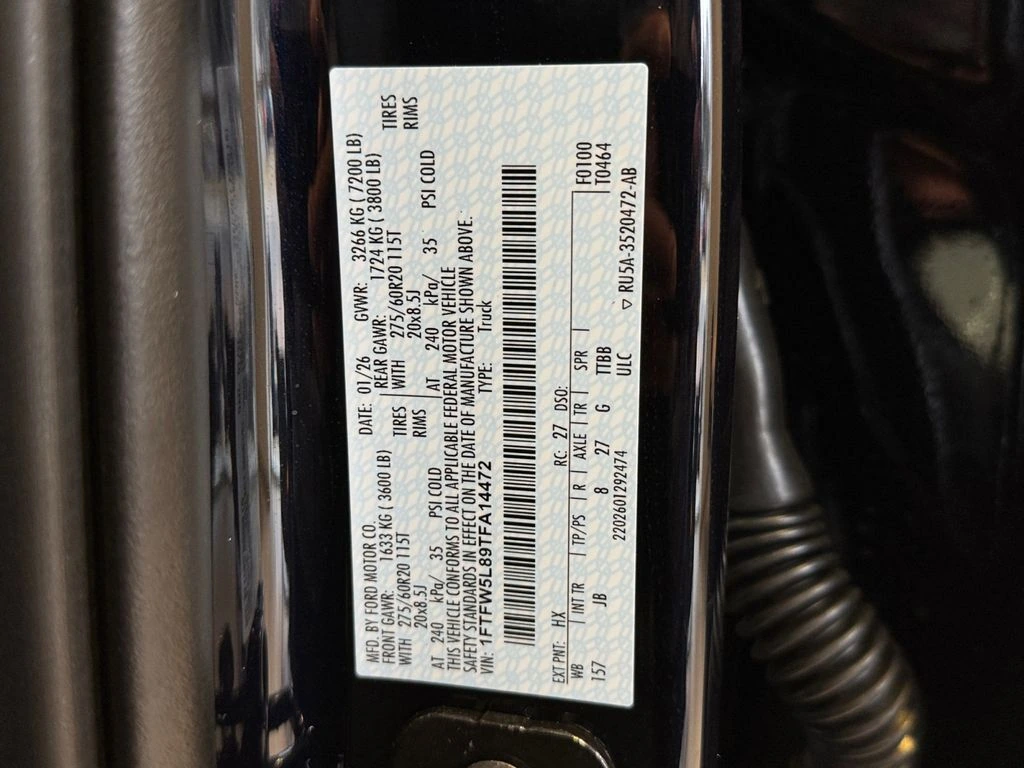 MFD. BY FORD MOTOR CO. DATE: 01/26 GVWR: 3266 KG ( 7200 LB)
FRONT GAWR: 1633 KG ( 3600 LB) REAR GAWR: 1724 KG ( 3800 LB)
WITH 275/60R20 115T TIRES WITH 275/60R20 115T TIRES
20x8.5J RIMS 20x8.5J RIMS
AT 240 kPa/ 35 PSI COLD AT 240 kPa/ 35 PSI COLD
THIS VEHICLE CONFORMS TO ALL APPLICABLE FEDERAL MOTOR VEHICLE
SAFETY STANDARDS IN EFFECT ON THE DATE OF MANUFACTURE SHOWN ABOVE.
VIN: 1FTFW5L89TFA14472 TYPE: Truck
EXT PNT: HX RC: 27 DSO:
WB INT TR TP/PS R AXLE TR SPR F0100
157 JB 8 27 G TTBB T0464
2202601292474 ULC ▽ RU5A-3520472-AB